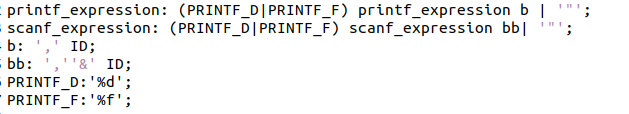 printf_expression: (PRINTF_D|PRINTF_F) printf_expression b | '"';
scanf_expression: (PRINTF_D|PRINTF_F) scanf_expression bb| '"';
b: ',' ID;
bb: ',''&' ID;
PRINTF_D:'%d';
PRINTF_F:'%f';